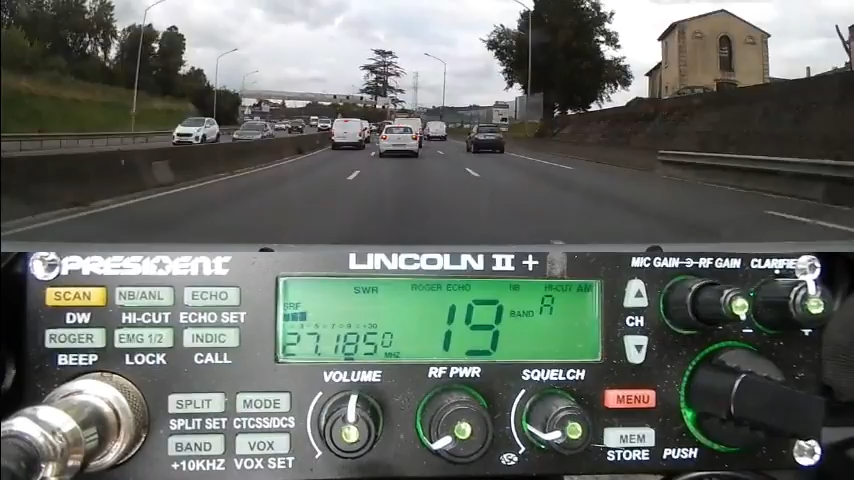 PRESIDENT LINCOLN II + MIC GAIN RF GAIN CLARIFIER
SCAN NB/ANL ECHO
DW HI-CUT ECHO SET
ROGER EMG 1/2 INDIC
BEEP LOCK CALL
SWR ROGER ECHO NB HI-CUT AM
SRF
19 BAND A
27.1850 MHZ
CH
VOLUME RF PWR SQUELCH
SPLIT MODE
SPLIT SET CTCSS/DCS
BAND VOX
+10KHZ VOX SET
MENU
MEM
STORE PUSH